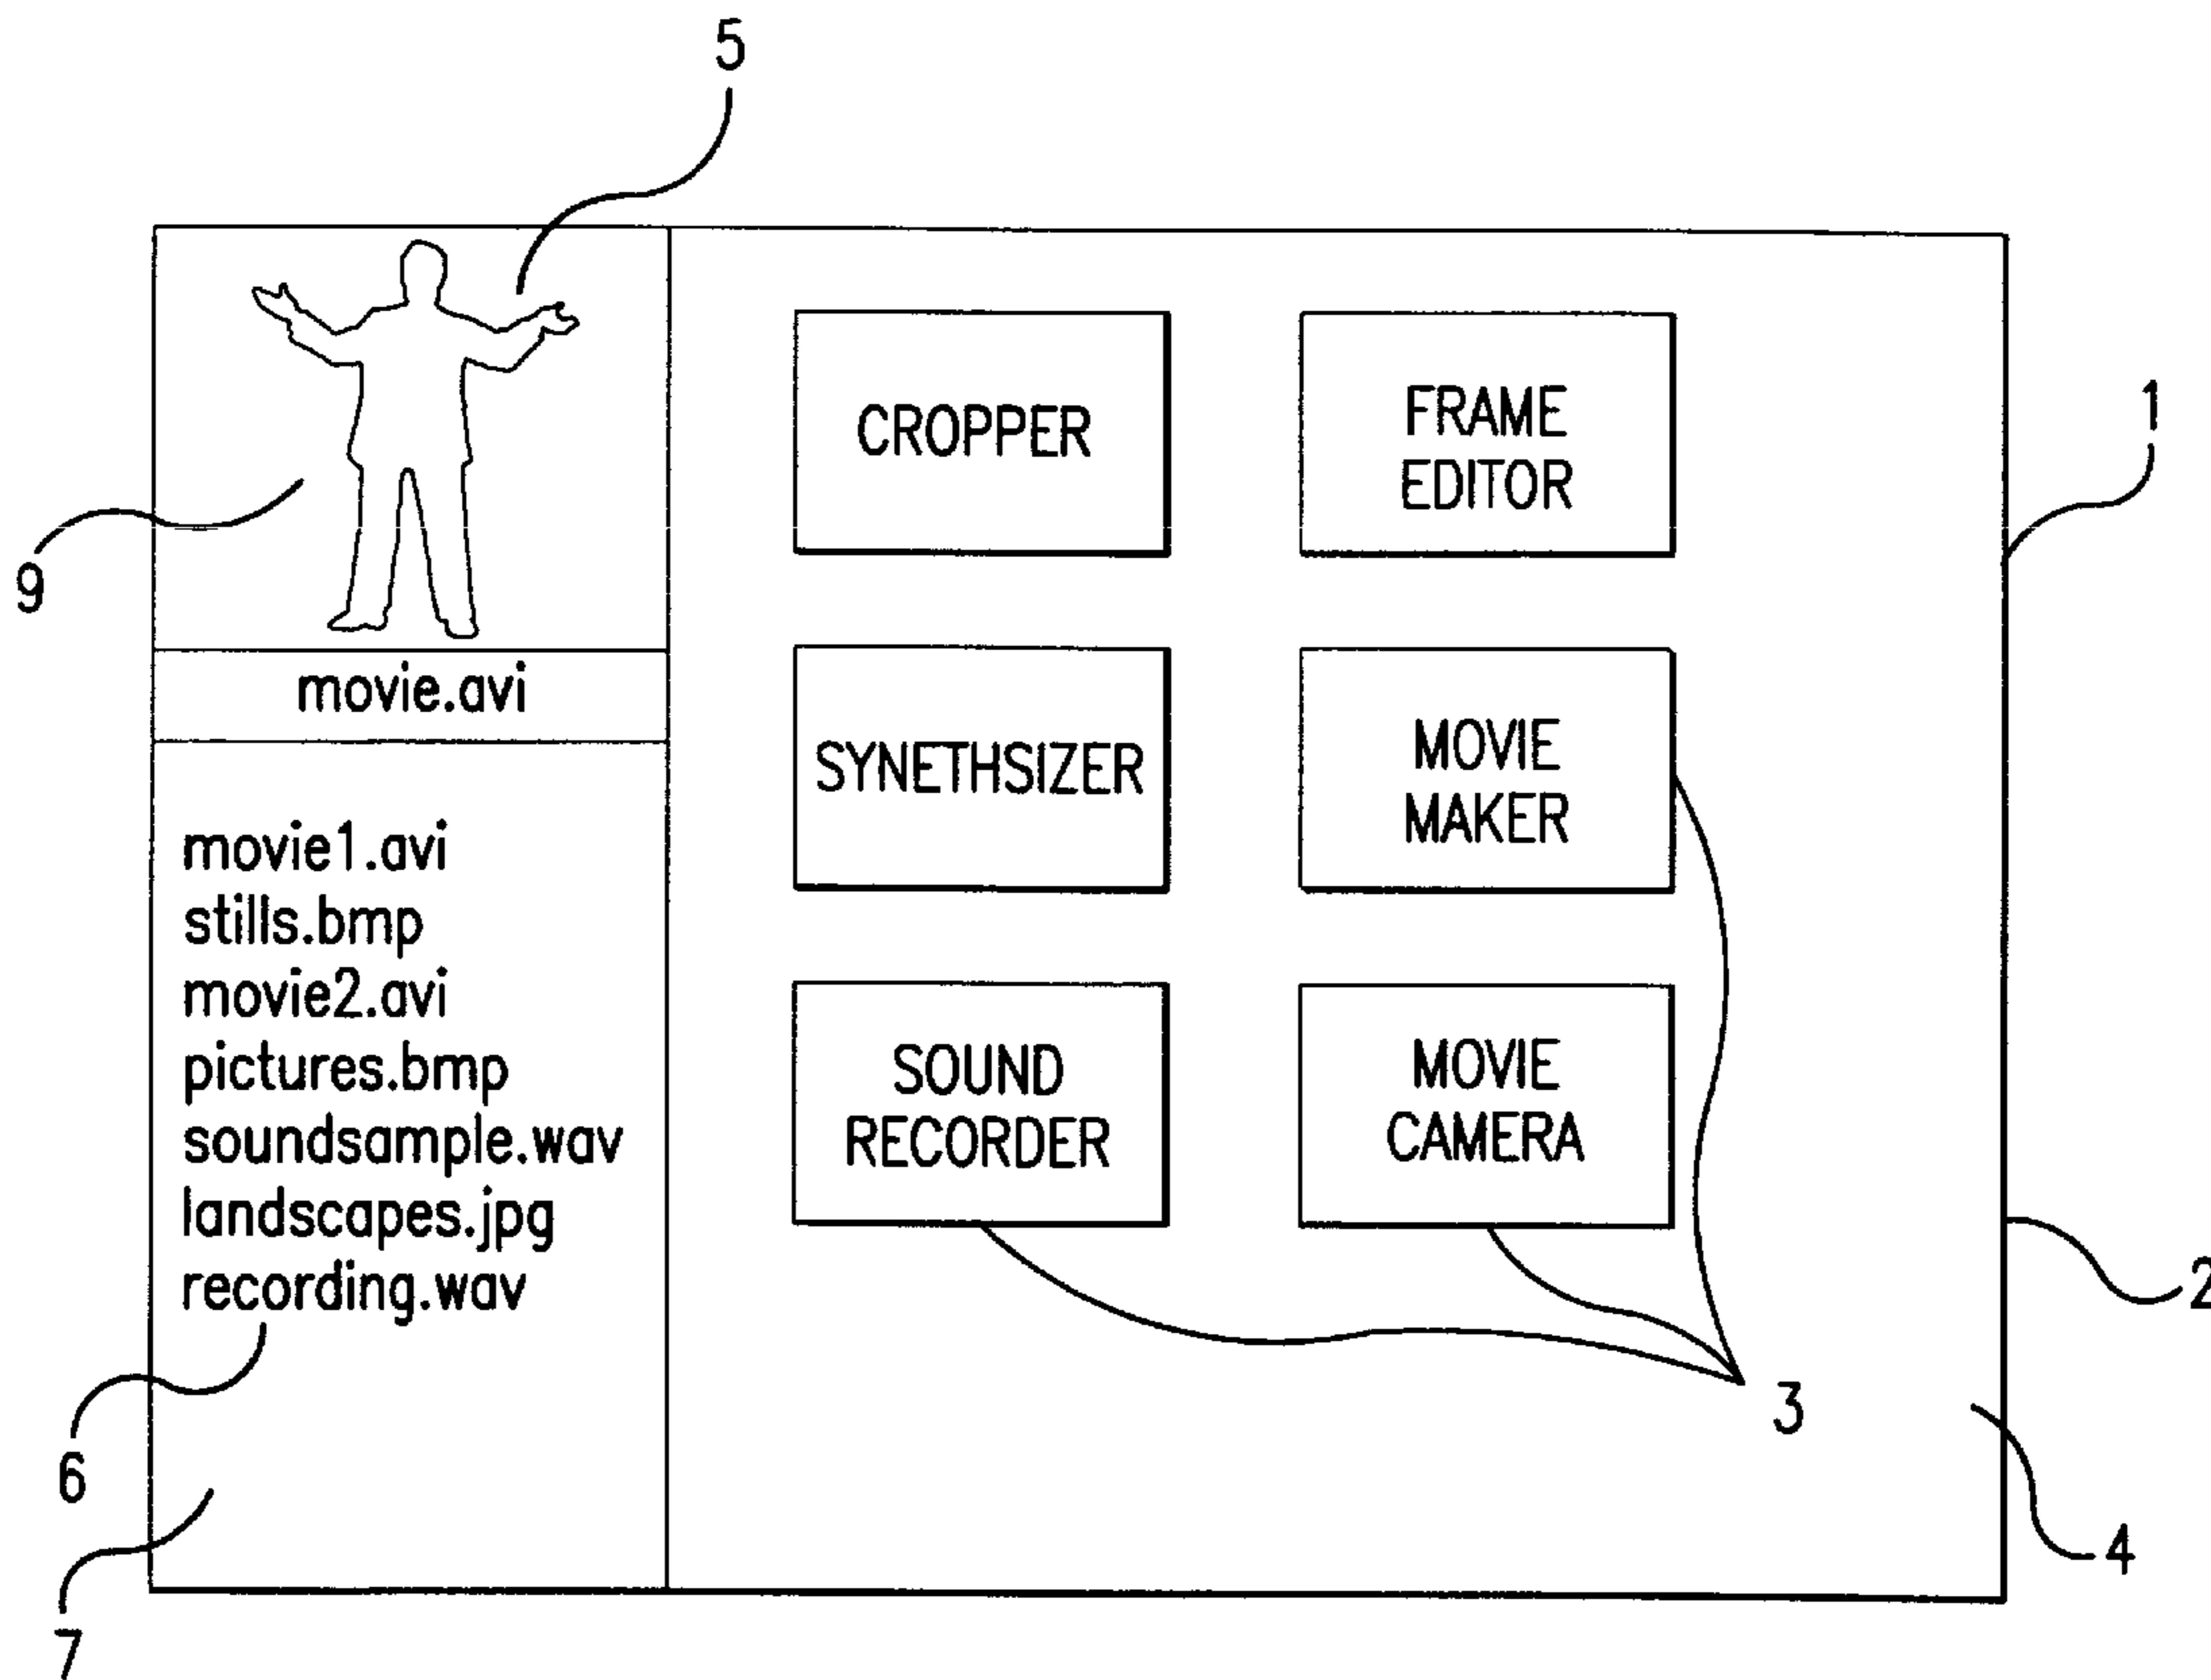 5
CROPPER
FRAME
EDITOR
1
9
movie.avi
SYNETHSIZER
MOVIE
MAKER
movie1.avi
stills.bmp
movie2.avi
pictures.bmp
soundsample.wav
landscapes.jpg
recording.wav
SOUND
RECORDER
MOVIE
CAMERA
2
3
6
4
7